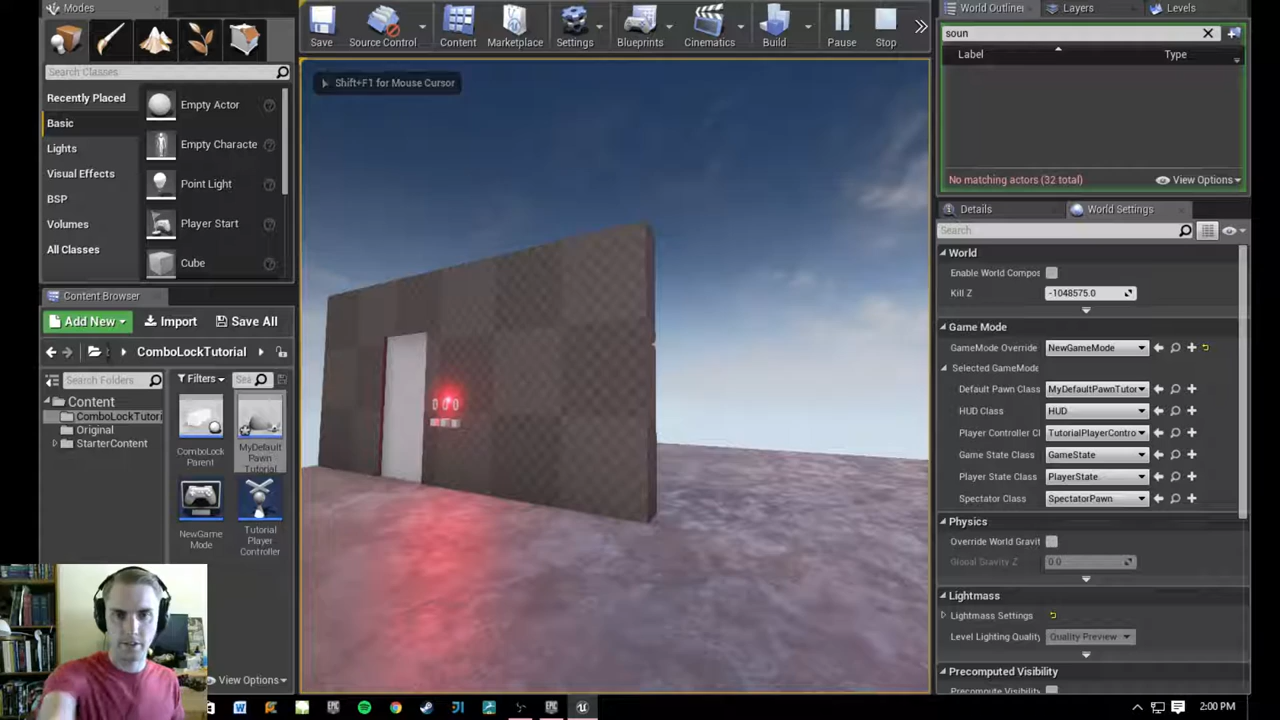 Modes
Search Classes
Recently Placed
Basic
Lights
Visual Effects
BSP
Volumes
All Classes
Empty Actor
Empty Characte
Point Light
Player Start
Cube
Save
Source Control
Content
Marketplace
Settings
Blueprints
Cinematics
Build
Pause
Stop
Shift+F1 for Mouse Cursor
000
World Outliner
Layers
Levels
soun
Label
Type
No matching actors (32 total)
View Options
Details
World Settings
Search
World
Enable World Compos
Kill Z
-1048575.0
Game Mode
GameMode Override
NewGameMode
Selected GameMode
Default Pawn Class
MyDefaultPawnTutor
HUD Class
HUD
Player Controller Cl
TutorialPlayerContro
Game State Class
GameState
Player State Class
PlayerState
Spectator Class
SpectatorPawn
Physics
Override World Gravit
Global Gravity Z
0.0
Lightmass
Lightmass Settings
Level Lighting Quality
Quality Preview
Precomputed Visibility
Precompute Visibility
Content Browser
Add New
Import
Save All
ComboLockTutorial
Search Folders
Filters
Sea
Content
ComboLockTutori
Original
StarterContent
ComboLock
Parent
MyDefault
Pawn
Tutorial
NewGame
Mode
Tutorial
Player
Controller
View Options
2:00 PM